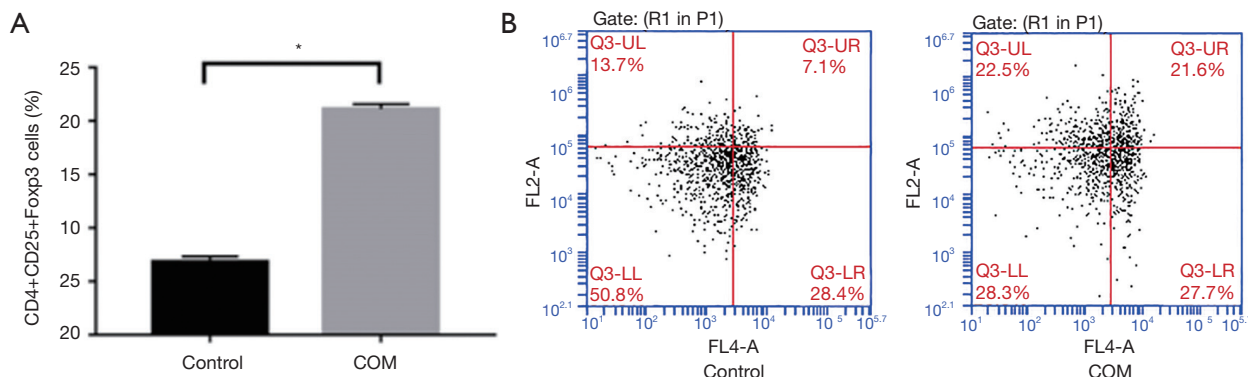 A
*
CD4+CD25+Foxp3 cells (%)
25
20
15
10
25
20
Control
COM
B
Gate: (R1 in P1)
FL2-A
10^6.7
10^6
10^5
10^4
10^3
10^2.1
Q3-UL
13.7%
Q3-UR
7.1%
Q3-LL
50.8%
Q3-LR
28.4%
10^1 10^2 10^3 10^4 10^5 10^5.7
FL4-A
Control
Gate: (R1 in P1)
FL2-A
10^6.7
10^6
10^5
10^4
10^3
10^2.1
Q3-UL
22.5%
Q3-UR
21.6%
Q3-LL
28.3%
Q3-LR
27.7%
10^1 10^2 10^3 10^4 10^5
FL4-A
COM